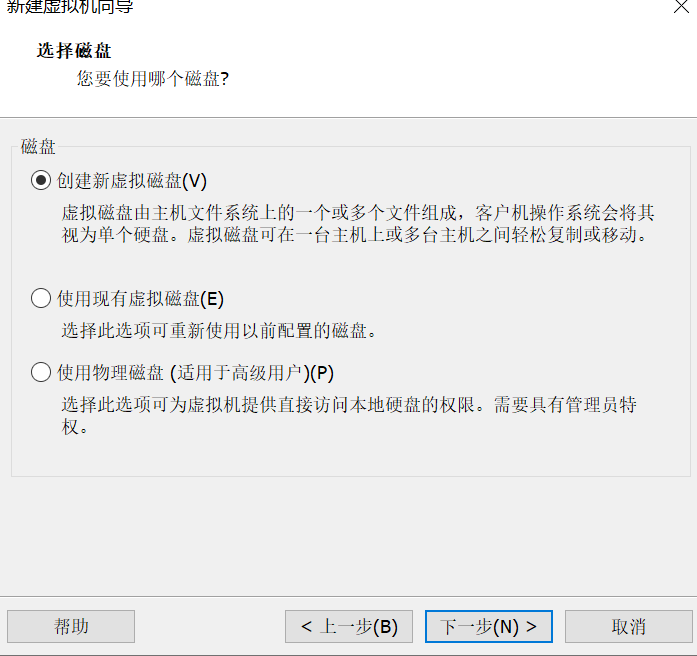 新建虚拟机向导
选择磁盘
您要使用哪个磁盘?
磁盘
创建新虚拟磁盘(V)
虚拟磁盘由主机文件系统上的一个或多个文件组成，客户机操作系统会将其
视为单个硬盘。虚拟磁盘可在一台主机上或多台主机之间轻松复制或移动。
使用现有虚拟磁盘(E)
选择此选项可重新使用以前配置的磁盘。
使用物理磁盘 (适用于高级用户)(P)
选择此选项可为虚拟机提供直接访问本地硬盘的权限。需要具有管理员特
权。
帮助 < 上一步(B) 下一步(N) > 取消